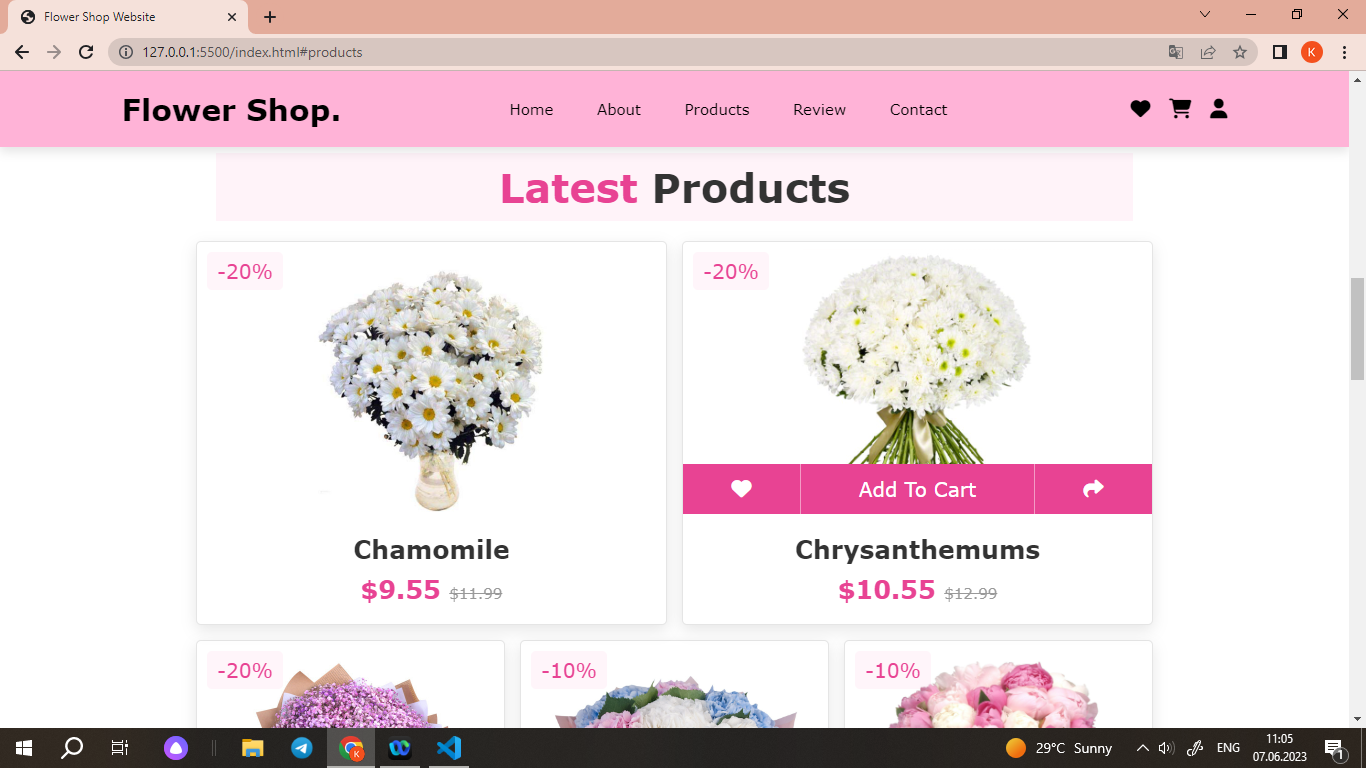 Flower Shop Website
127.0.0.1:5500/index.html#products
K
Flower Shop.
Home
About
Products
Review
Contact
Latest Products
-20%
-20%
Add To Cart
Chamomile
Chrysanthemums
$9.55 $11.99
$10.55 $12.99
-20%
-10%
-10%
K
29°C Sunny
ENG
11:05
07.06.2023
1